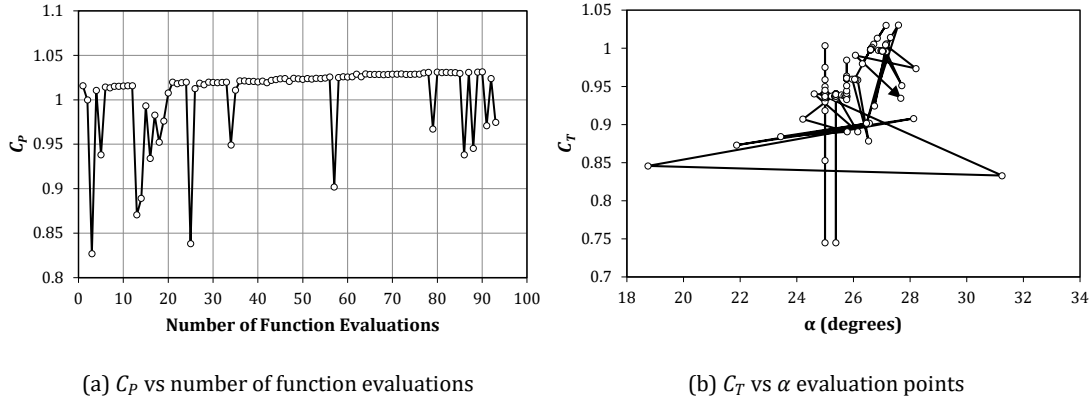 1.1
1.05
1
0.95
0.9
0.85
0.8
C_P
0 10 20 30 40 50 60 70 80 90 100
Number of Function Evaluations
(a) C_P vs number of function evaluations
1.05
1
0.95
0.9
0.85
0.8
0.75
0.7
C_T
18 20 22 24 26 28 30 32 34
α (degrees)
(b) C_T vs α evaluation points